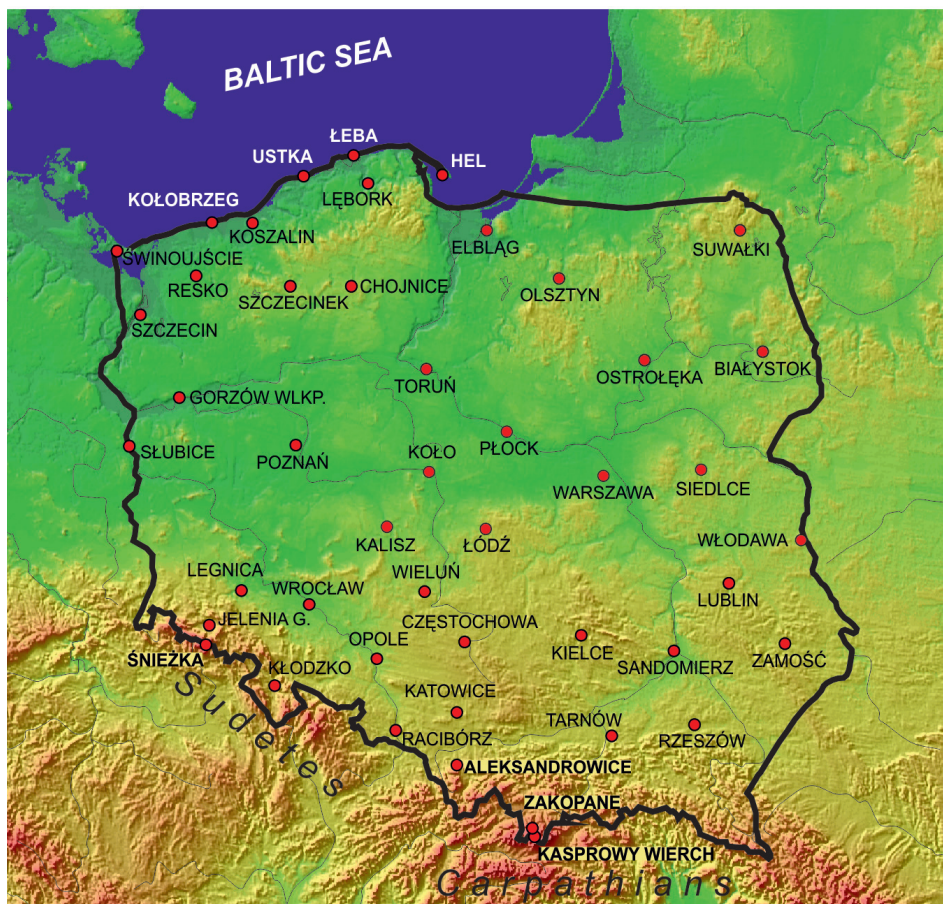 BALTIC SEA
ŁEBA
USTKA
HEL
LĘBORK
KOŁOBRZEG
KOSZALIN
ELBLĄG
SUWAŁKI
ŚWINOUJŚCIE
RESKO
SZCZECINEK
CHOJNICE
OLSZTYN
SZCZECIN
TORUŃ
OSTROŁĘKA
BIAŁYSTOK
GORZÓW WLKP.
SŁUBICE
POZNAŃ
KOŁO
PŁOCK
WARSZAWA
SIEDLCE
KALISZ
ŁÓDŹ
WŁODAWA
LEGNICA
WROCŁAW
WIELUŃ
LUBLIN
JELENIA G.
CZĘSTOCHOWA
OPOLE
KIELCE
SANDOMIERZ
ZAMOŚĆ
ŚNIEŻKA
KŁODZKO
Sudetes
KATOWICE
TARNÓW
RACIBÓRZ
RZESZÓW
ALEKSANDROWICE
ZAKOPANE
KASPROWY WIERCH
Carpathians